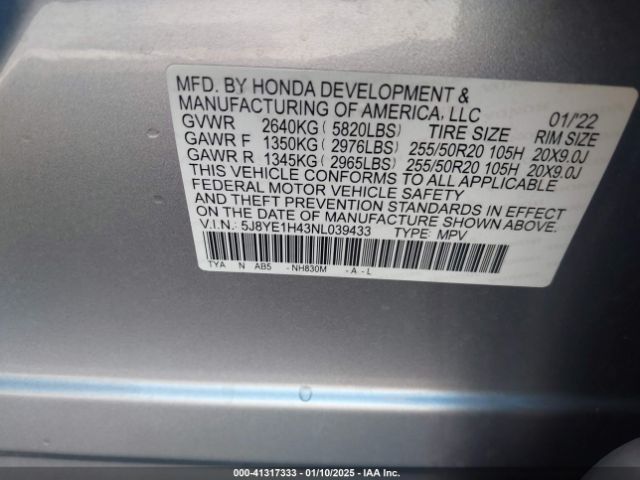 MFD. BY HONDA DEVELOPMENT &
MANUFACTURING OF AMERICA, LLC 01/'22
GVWR 2640KG ( 5820LBS) TIRE SIZE RIM SIZE
GAWR F 1350KG ( 2976LBS) 255/50R20 105H 20X9.0J
GAWR R 1345KG ( 2965LBS) 255/50R20 105H 20X9.0J
THIS VEHICLE CONFORMS TO ALL APPLICABLE
FEDERAL MOTOR VEHICLE SAFETY
AND THEFT PREVENTION STANDARDS IN EFFECT
ON THE DATE OF MANUFACTURE SHOWN ABOVE.
V.I.N.: 5J8YE1H43NL039433 TYPE: MPV
TYA N AB5 -NH830M -A-L
000-41317333 — 01/10/2025 — IAA Inc.